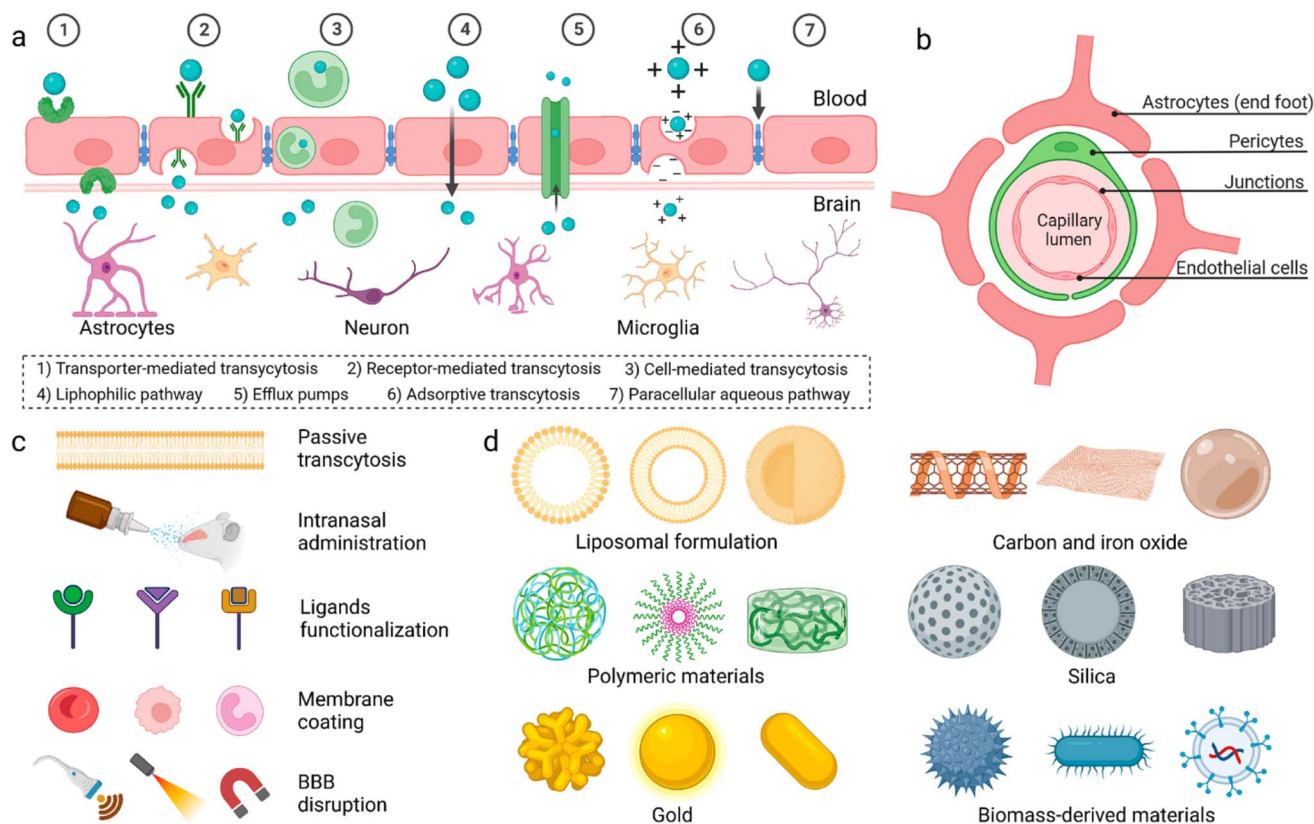 a
1 2 3 4 5 6 7
+
+ +
+
Blood
- - + - + + - + -
- - - -
Brain
+ + + + +
Astrocytes Neuron Microglia
1) Transporter-mediated transycytosis 2) Receptor-mediated transcytosis 3) Cell-mediated transycytosis
4) Liphophilic pathway 5) Efflux pumps 6) Adsorptive transcytosis 7) Paracellular aqueous pathway
b
Astrocytes (end foot)
Pericytes
Junctions
Capillary
lumen
Endothelial cells
c
Passive
transcytosis
Intranasal
administration
Ligands
functionalization
Membrane
coating
BBB
disruption
d
Liposomal formulation
Carbon and iron oxide
Polymeric materials
Silica
Gold
Biomass-derived materials